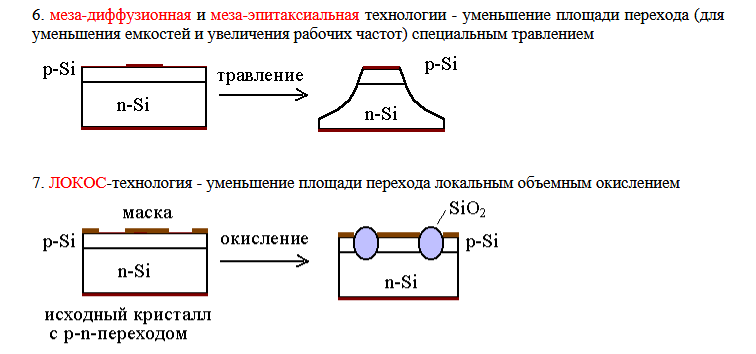 6. меза-диффузионная и меза-эпитаксиальная технологии - уменьшение площади перехода (для
уменьшения емкостей и увеличения рабочих частот) специальным травлением
p-Si
травление
p-Si
n-Si
n-Si
7. ЛОКОС-технология - уменьшение площади перехода локальным объемным окислением
маска
SiO₂
p-Si
окисление
p-Si
n-Si
n-Si
исходный кристалл
с p-n-переходом